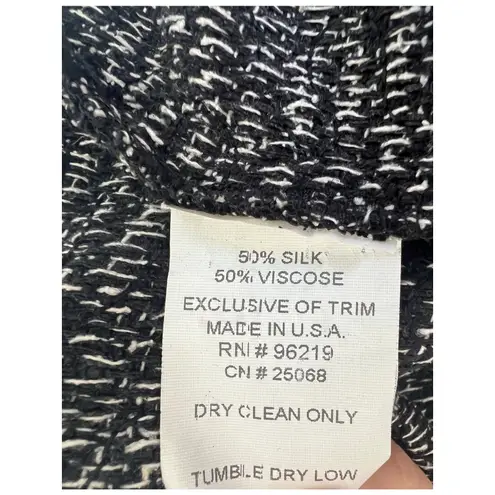 50% SILK
50% VISCOSE
EXCLUSIVE OF TRIM
MADE IN U.S.A.
RN# 96219
CN # 25068
DRY CLEAN ONLY
TUMBLE DRY LOW